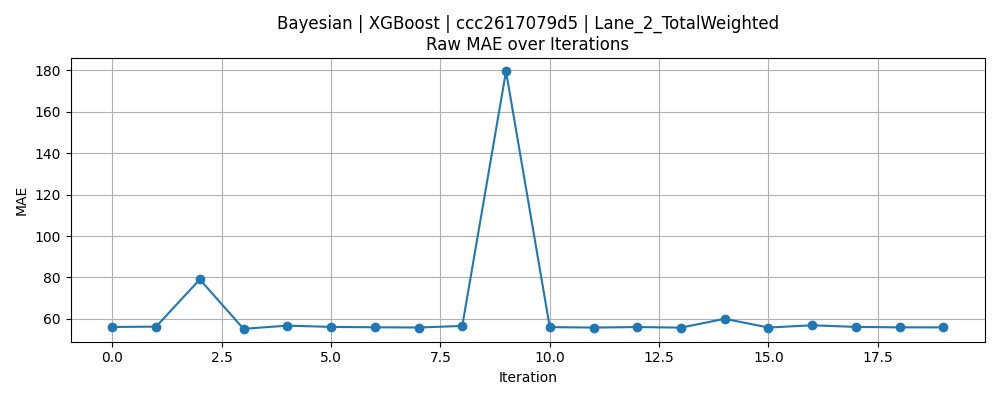 Bayesian | XGBoost | ccc2617079d5 | Lane_2_TotalWeighted
Raw MAE over Iterations
180
160
140
120
100
80
60
MAE
0.0 2.5 5.0 7.5 10.0 12.5 15.0 17.5
Iteration